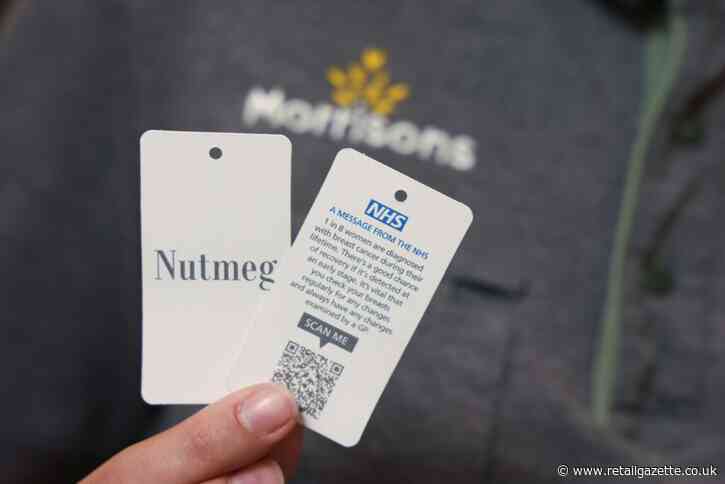 Morrisons
Nutmeg
NHS
A MESSAGE FROM THE NHS
1 in 8 women are diagnosed
with breast cancer during their
lifetime. There's a good chance
of recovery if it's detected at
an early stage. It's vital that
you check your breasts
regularly for any changes
and always have any changes
examined by a GP.
SCAN ME
©www.retailgazette.co.uk